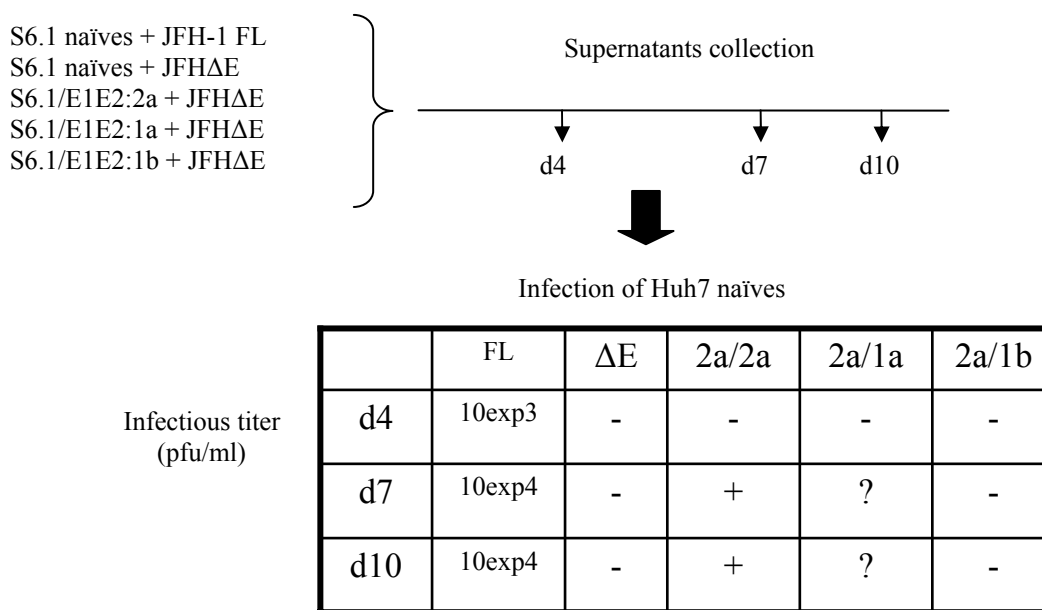 S6.1 naïves + JFH-1 FL
S6.1 naïves + JFHΔE
S6.1/E1E2:2a + JFHΔE
S6.1/E1E2:1a + JFHΔE
S6.1/E1E2:1b + JFHΔE
Supernatants collection
d4 d7 d10
Infection of Huh7 naïves
FL ΔE 2a/2a 2a/1a 2a/1b
Infectious titer
(pfu/ml)
d4 10exp3 - - - -
d7 10exp4 - + ? -
d10 10exp4 - + ? -